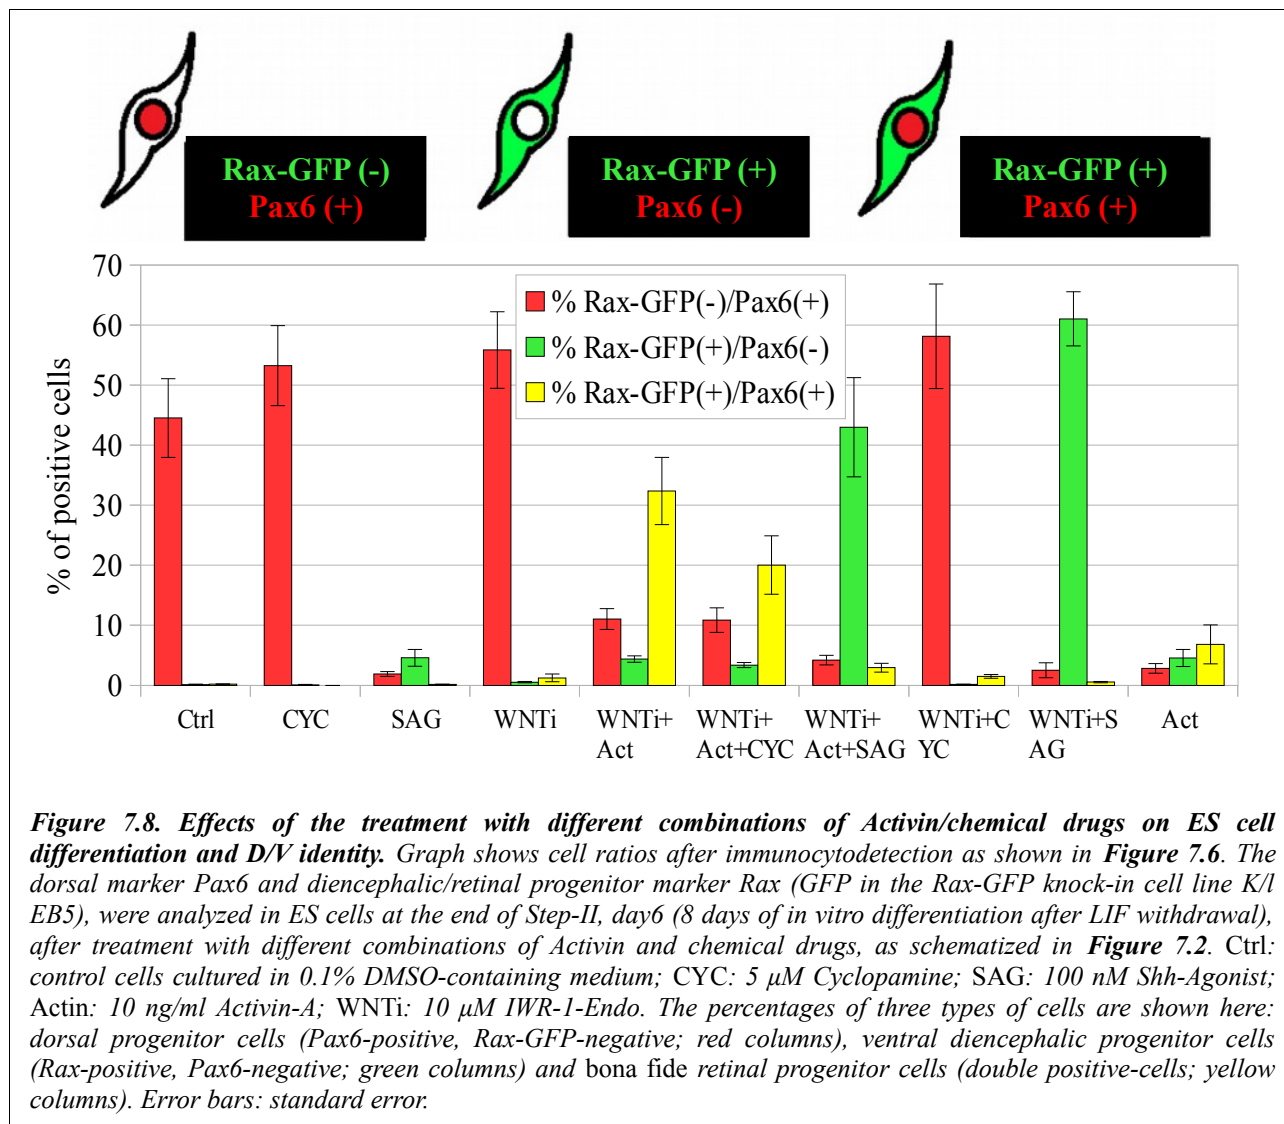 Rax-GFP (-)
Pax6 (+)
Rax-GFP (+)
Pax6 (-)
Rax-GFP (+)
Pax6 (+)
% of positive cells
70
60
50
40
30
20
10
0
% Rax-GFP(-)/Pax6(+)
% Rax-GFP(+)/Pax6(-)
% Rax-GFP(+)/Pax6(+)
Ctrl
CYC
SAG
WNTi
WNTi+
Act
WNTi+
Act+CYC
WNTi+
Act+SAG
WNTi+C
YC
WNTi+S
AG
Act
Figure 7.8. Effects of the treatment with different combinations of Activin/chemical drugs on ES cell
differentiation and D/V identity. Graph shows cell ratios after immunocytodetection as shown in Figure 7.6. The
dorsal marker Pax6 and diencephalic/retinal progenitor marker Rax (GFP in the Rax-GFP knock-in cell line K/l
EB5), were analyzed in ES cells at the end of Step-II, day6 (8 days of in vitro differentiation after LIF withdrawal),
after treatment with different combinations of Activin and chemical drugs, as schematized in Figure 7.2. Ctrl:
control cells cultured in 0.1% DMSO-containing medium; CYC: 5 μM Cyclopamine; SAG: 100 nM Shh-Agonist;
Actin: 10 ng/ml Activin-A; WNTi: 10 μM IWR-1-Endo. The percentages of three types of cells are shown here:
dorsal progenitor cells (Pax6-positive, Rax-GFP-negative; red columns), ventral diencephalic progenitor cells
(Rax-positive, Pax6-negative; green columns) and bona fide retinal progenitor cells (double positive-cells; yellow
columns). Error bars: standard error.